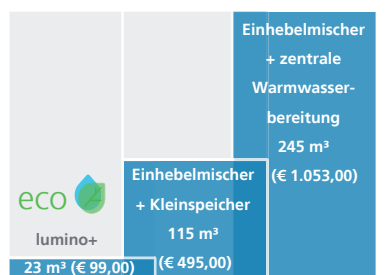 Einhebelmischer
+ zentrale
Warmwasser-
bereitung
245 m³
(€ 1.053,00)
Einhebelmischer
+ Kleinspeicher
115 m³
(€ 495,00)
eco
lumino+
23 m³ (€ 99,00)